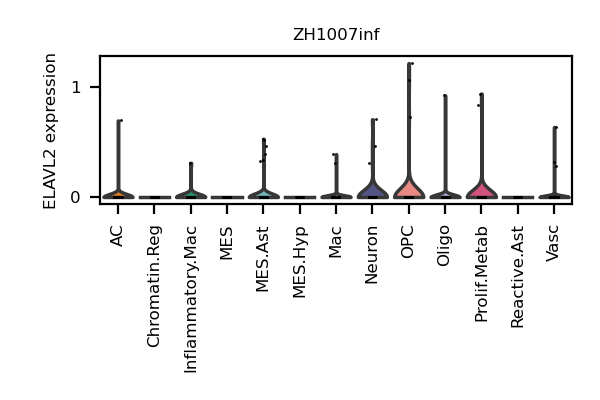 ZH1007inf
ELAVL2 expression
1
0
AC
Chromatin.Reg
Inflammatory.Mac
MES
MES.Ast
MES.Hyp
Mac
Neuron
OPC
Oligo
Prolif.Metab
Reactive.Ast
Vasc